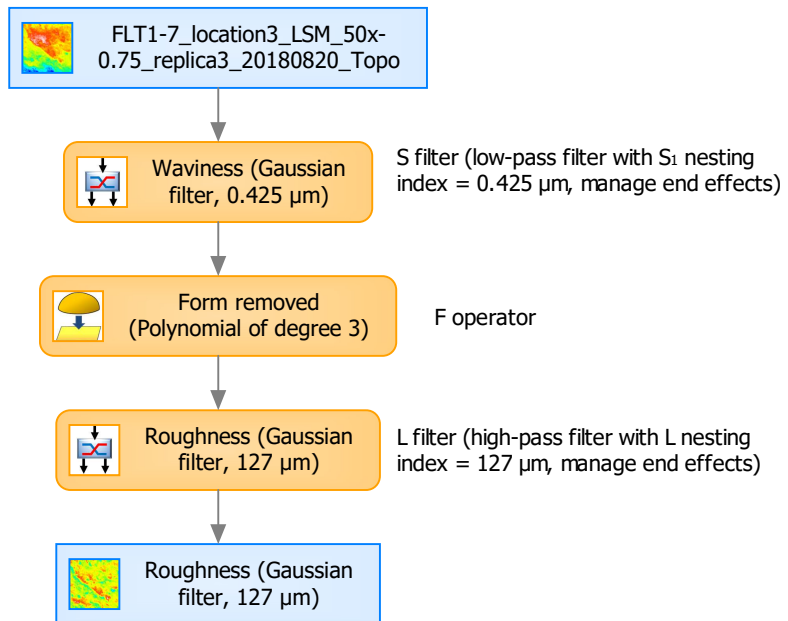 FLT1-7_location3_LSM_50x-
0.75_replica3_20180820_Topo
Waviness (Gaussian
filter, 0.425 µm)
S filter (low-pass filter with S₁ nesting
index = 0.425 µm, manage end effects)
Form removed
(Polynomial of degree 3)
F operator
Roughness (Gaussian
filter, 127 µm)
L filter (high-pass filter with L nesting
index = 127 µm, manage end effects)
Roughness (Gaussian
filter, 127 µm)